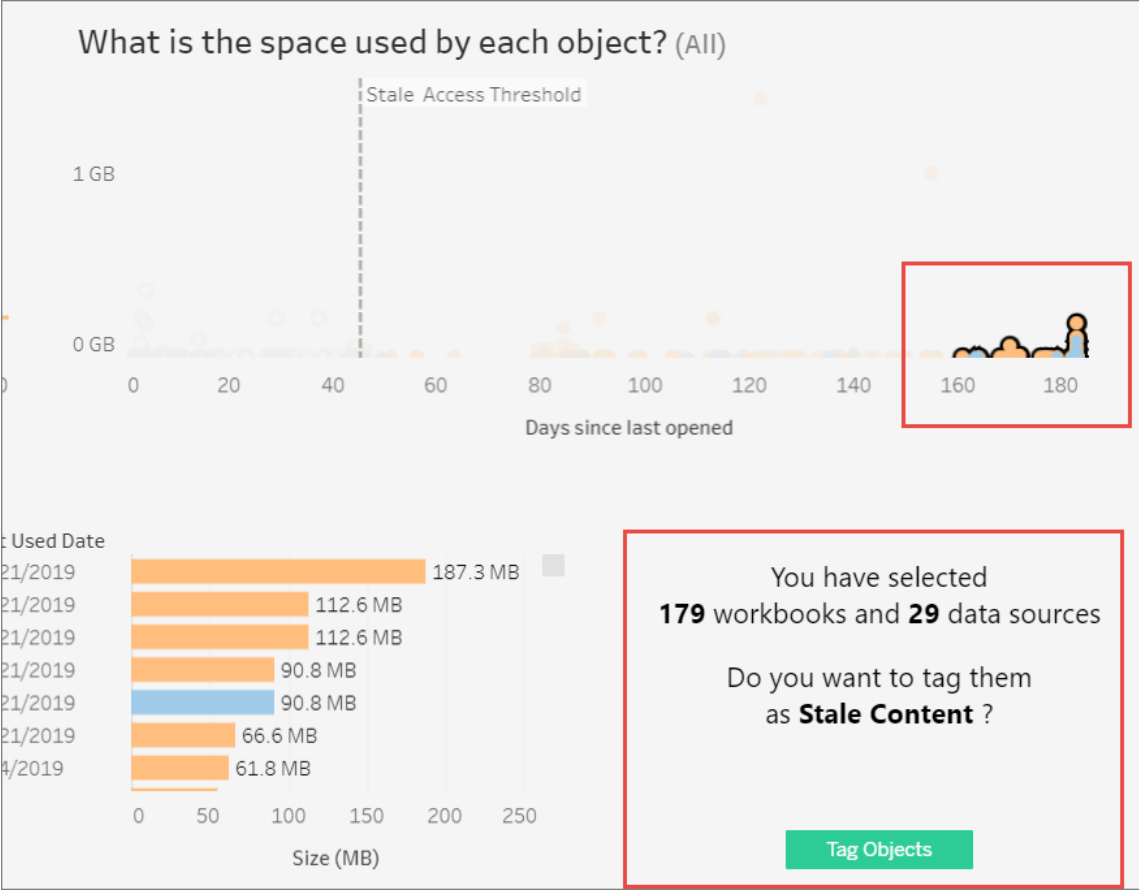 What is the space used by each object? (All)
Stale Access Threshold
1 GB
0 GB
0 20 40 60 80 100 120 140 160 180
Days since last opened
t Used Date
21/2019 187.3 MB
21/2019 112.6 MB
21/2019 112.6 MB
21/2019 90.8 MB
21/2019 90.8 MB
21/2019 66.6 MB
4/2019 61.8 MB
0 50 100 150 200 250
Size (MB)
You have selected
179 workbooks and 29 data sources
Do you want to tag them
as Stale Content ?
Tag Objects